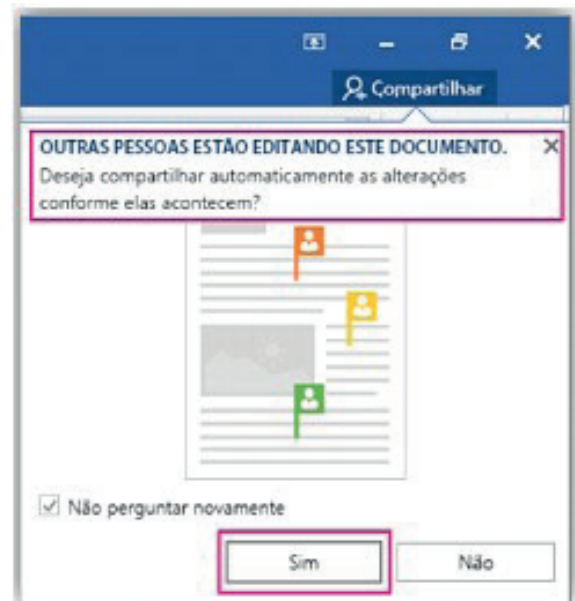 Compartilhar
OUTRAS PESSOAS ESTÃO EDITANDO ESTE DOCUMENTO.
Deseja compartilhar automaticamente as alterações
conforme elas acontecem?
Não perguntar novamente
Sim
Não